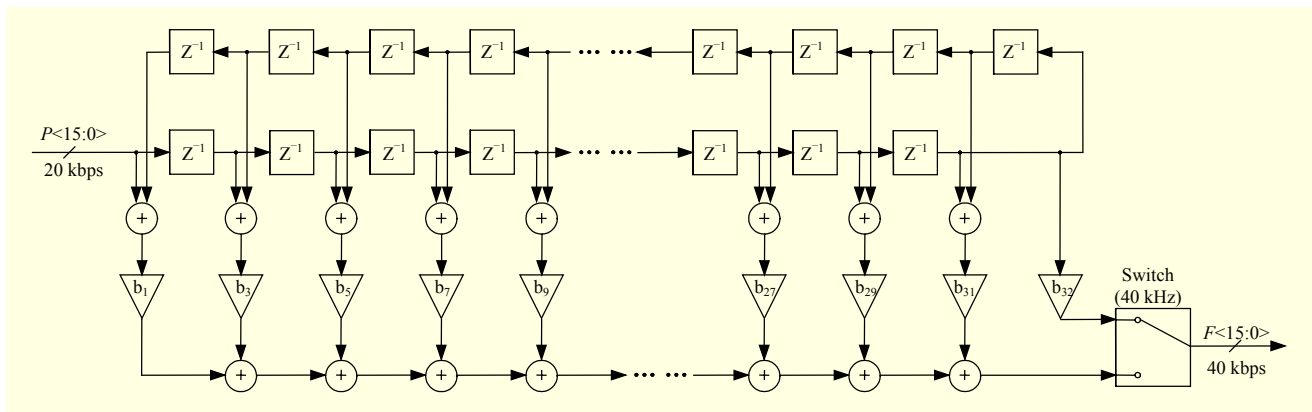 Z⁻¹ Z⁻¹ Z⁻¹ Z⁻¹ ... ... Z⁻¹ Z⁻¹ Z⁻¹ Z⁻¹
P<15:0>
20 kbps
Z⁻¹ Z⁻¹ Z⁻¹ Z⁻¹ ... ... Z⁻¹ Z⁻¹ Z⁻¹
+ + + + + + + +
b₁ b₃ b₅ b₇ b₉ b₂₇ b₂₉ b₃₁ b₃₂
Switch
(40 kHz)
F<15:0>
40 kbps
+ + + + ... ... + + +